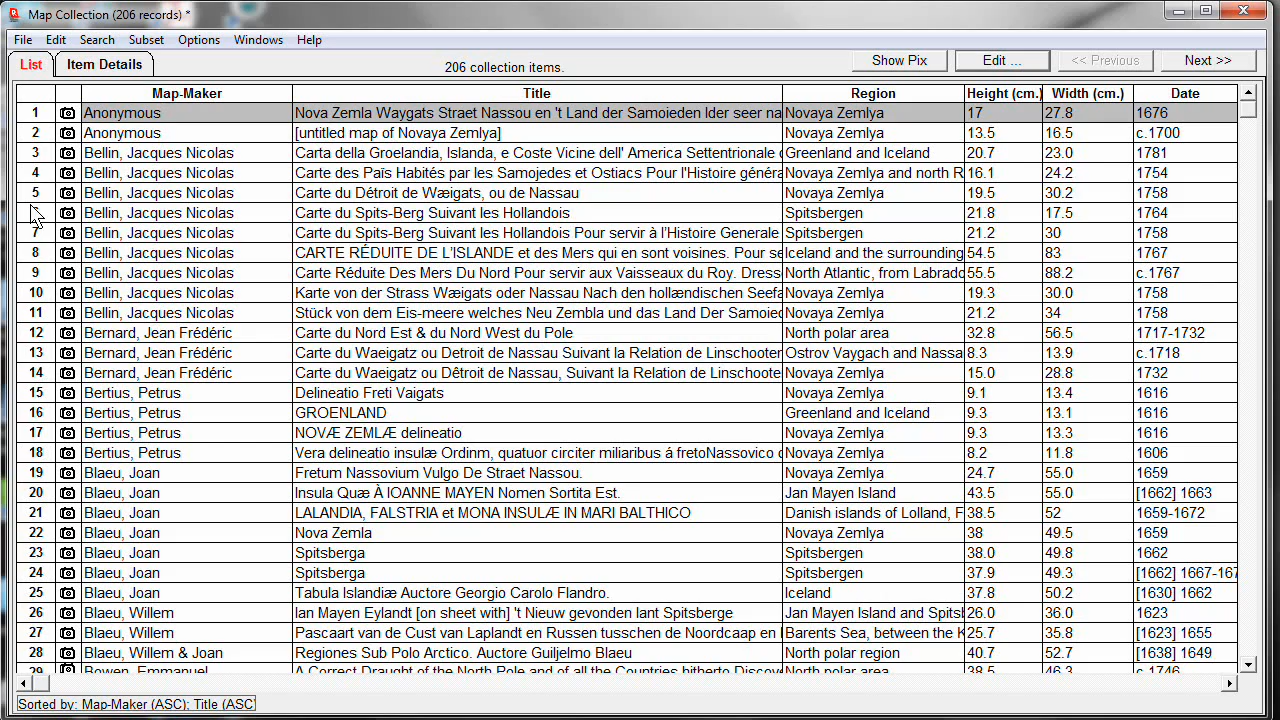 Map Collection (206 records) *
File Edit Search Subset Options Windows Help
List Item Details 206 collection items. Show Pix Edit ... << Previous Next >>
Map-Maker Title Region Height (cm.) Width (cm.) Date
1 Anonymous Nova Zemla Waygats Straet Nassou en 't Land der Samoieden Ider seer na Novaya Zemlya 17 27.8 1676
2 Anonymous [untitled map of Novaya Zemlya] Novaya Zemlya 13.5 16.5 c.1700
3 Bellin, Jacques Nicolas Carta della Groelandia, Islanda, e Coste Vicine dell' America Settentrionale Greenland and Iceland 20.7 23.0 1781
4 Bellin, Jacques Nicolas Carte des Païs Habités par les Samojedes et Ostiacs Pour l'Histoire généra Novaya Zemlya and north R 16.1 24.2 1754
5 Bellin, Jacques Nicolas Carte du Détroit de Wæigats, ou de Nassau Novaya Zemlya 19.5 30.2 1758
Bellin, Jacques Nicolas Carte du Spits-Berg Suivant les Hollandois Spitsbergen 21.8 17.5 1764
7 Bellin, Jacques Nicolas Carte du Spits-Berg Suivant les Hollandois Pour servir à l'Histoire Generale Spitsbergen 21.2 30 1758
8 Bellin, Jacques Nicolas CARTE RÉDUITE DE L'ISLANDE et des Mers qui en sont voisines. Pour se Iceland and the surrounding 54.5 83 1767
9 Bellin, Jacques Nicolas Carte Réduite Des Mers Du Nord Pour servir aux Vaisseaux du Roy. Dress North Atlantic, from Labrado 55.5 88.2 c.1767
10 Bellin, Jacques Nicolas Karte von der Strass Wæigats oder Nassau Nach den hollændischen Seefa Novaya Zemlya 19.3 30.0 1758
11 Bellin, Jacques Nicolas Stück von dem Eis-meere welches Neu Zembla und das Land Der Samoied Novaya Zemlya 21.2 34 1758
12 Bernard, Jean Frédéric Carte du Nord Est & du Nord West du Pole North polar area 32.8 56.5 1717-1732
13 Bernard, Jean Frédéric Carte du Waeigatz ou Detroit de Nassau Suivant la Relation de Linschooter Ostrov Vaygach and Nassa 8.3 13.9 c.1718
14 Bernard, Jean Frédéric Carte du Waeigatz ou Dêtroit de Nassau, Suivant la Relation de Linschoote Novaya Zemlya 15.0 28.8 1732
15 Bertius, Petrus Delineatio Freti Vaigats Novaya Zemlya 9.1 13.4 1616
16 Bertius, Petrus GROENLAND Greenland and Iceland 9.3 13.1 1616
17 Bertius, Petrus NOVÆ ZEMLÆ delineatio Novaya Zemlya 9.3 13.3 1616
18 Bertius, Petrus Vera delineatio insulæ Ordinm, quatuor circiter miliaribus á fretoNassovico Novaya Zemlya 8.2 11.8 1606
19 Blaeu, Joan Fretum Nassovium Vulgo De Straet Nassou. Novaya Zemlya 24.7 55.0 1659
20 Blaeu, Joan Insula Quæ À IOANNE MAYEN Nomen Sortita Est. Jan Mayen Island 43.5 55.0 [1662] 1663
21 Blaeu, Joan LALANDIA, FALSTRIA et MONA INSULÆ IN MARI BALTHICO Danish islands of Lolland, F 38.5 52 1659-1672
22 Blaeu, Joan Nova Zemla Novaya Zemlya 38 49.5 1659
23 Blaeu, Joan Spitsberga Spitsbergen 38.0 49.8 1662
24 Blaeu, Joan Spitsberga Spitsbergen 37.9 49.3 [1662] 1667-167
25 Blaeu, Joan Tabula Islandiæ Auctore Georgio Carolo Flandro. Iceland 37.8 50.2 [1630] 1662
26 Blaeu, Willem Ian Mayen Eylandt [on sheet with] 't Nieuw gevonden lant Spitsberge Jan Mayen Island and Spitsb 26.0 36.0 1623
27 Blaeu, Willem Pascaart van de Cust van Laplandt en Russen tusschen de Noordcaap en Barents Sea, between the K 25.7 35.8 [1623] 1655
28 Blaeu, Willem & Joan Regiones Sub Polo Arctico. Auctore Guiljelmo Blaeu North polar region 40.7 52.7 [1638] 1649
29 Bowen, Emmanuel A Correct Draught of the North Pole and of all the Countries hitherto Discove North polar area 38.5 46.3 c.1746
Sorted by: Map-Maker (ASC); Title (ASC